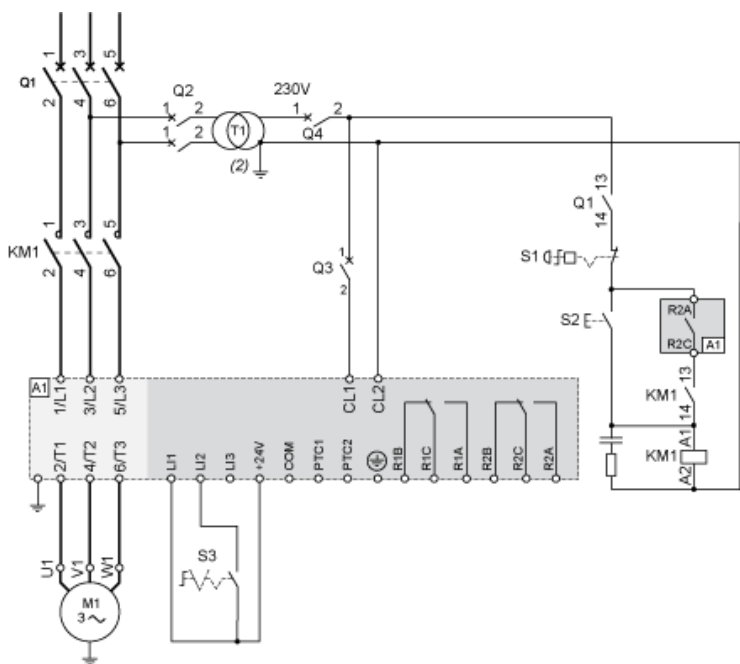 1 3 5
Q1
2 4 6
Q2
1 2
1 2
T1
(2)
230V
1 2
Q4
13
Q1
14
1 3 5
KM1
2 4 6
1
Q3
2
S1
S2
R2A
R2C
A1
13
KM1
14
A1
KM1
A2
A1
1/L1 3/L2 5/L3 CL1 CL2
2/T1 4/T2 6/T3 LI1 LI2 LI3 +24V COM PTC1 PTC2 R1B R1C R1A R2B R2C R2A
S3
U1 V1 W1
M1
3